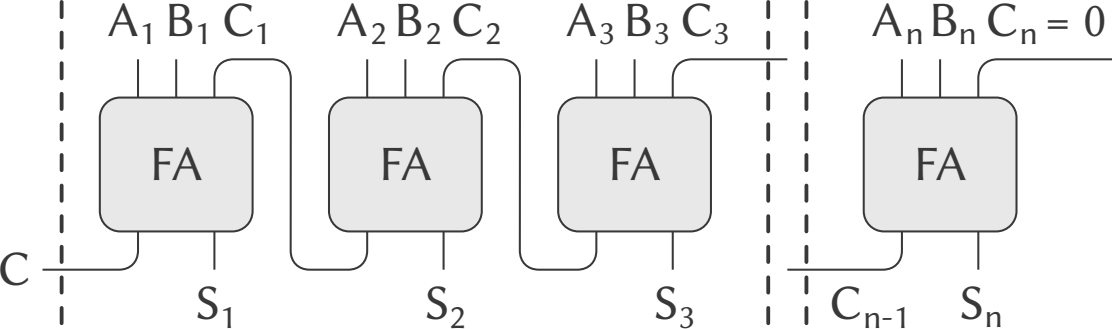 A₁ B₁ C₁ A₂ B₂ C₂ A₃ B₃ C₃ Aₙ Bₙ Cₙ = 0
FA FA FA FA
C
S₁ S₂ S₃ Cₙ₋₁ Sₙ